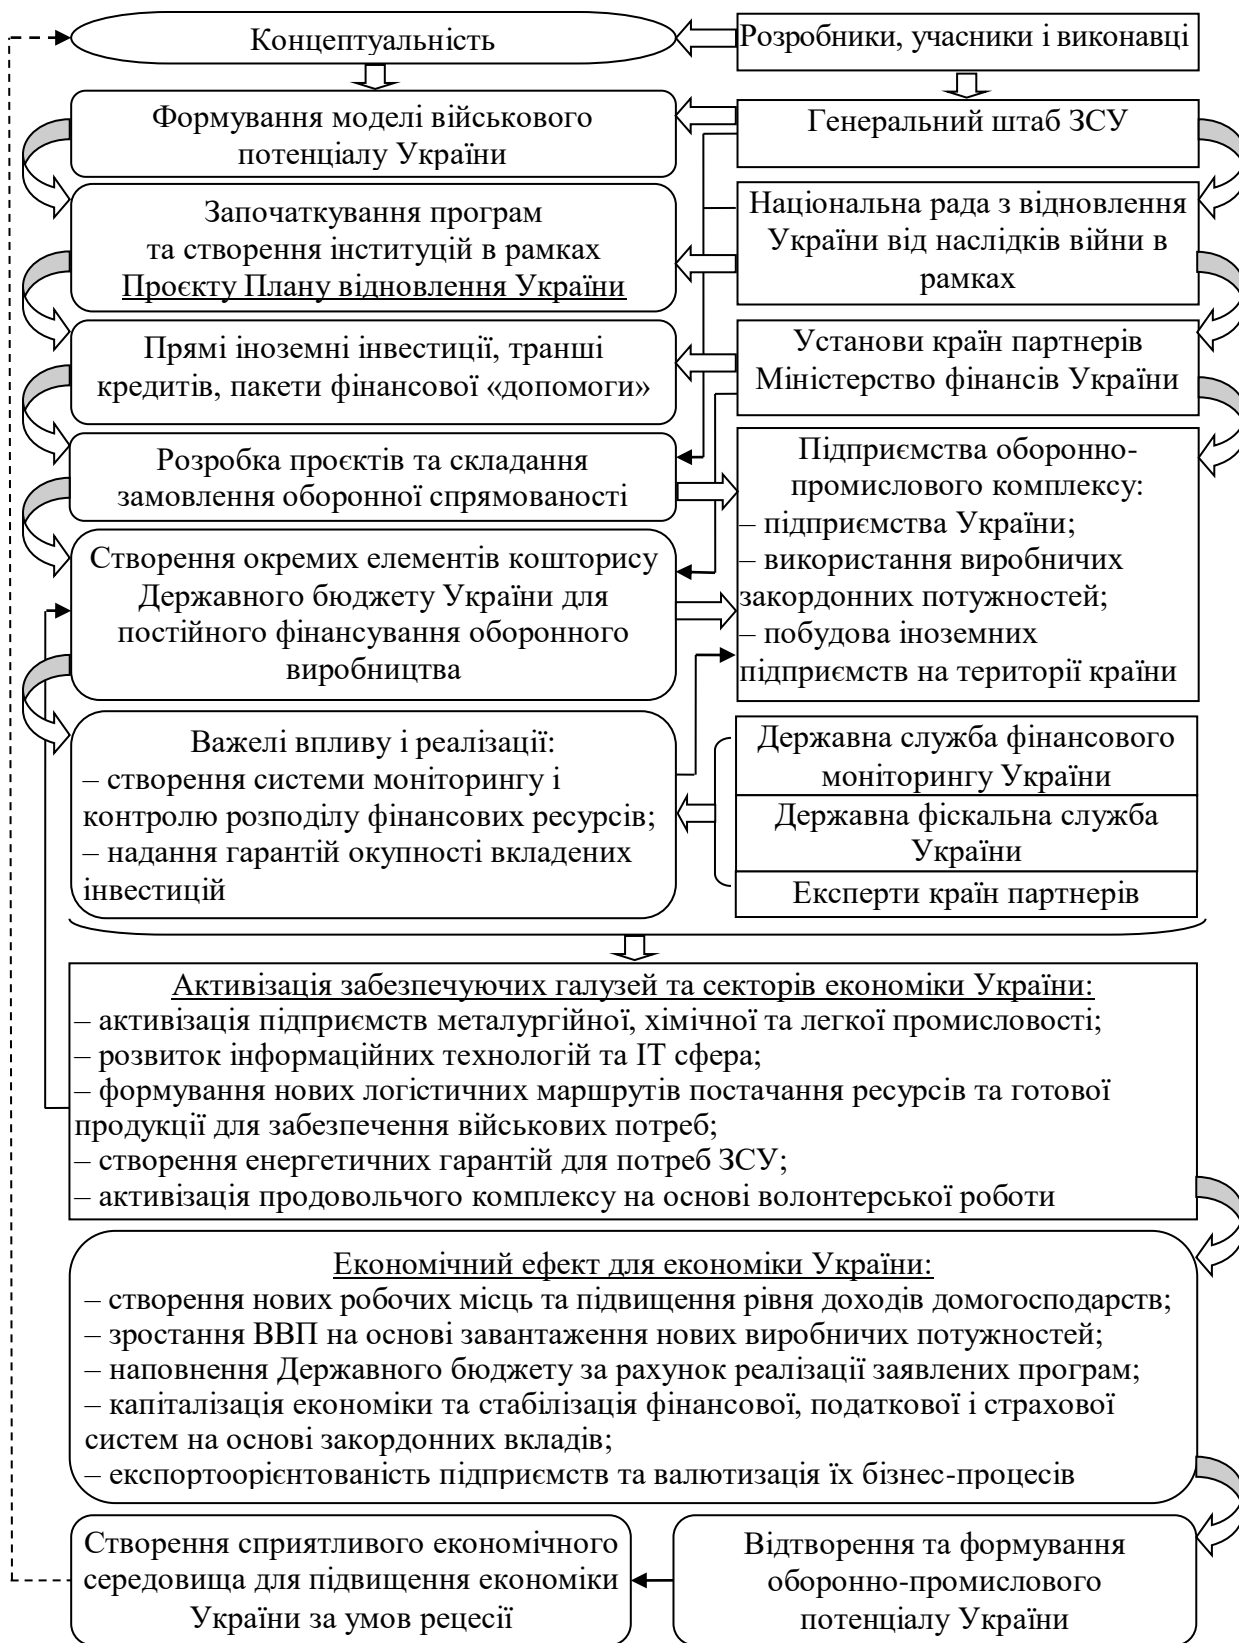 Концептуальність
Розробники, учасники і виконавці
Формування моделі військового
потенціалу України
Генеральний штаб ЗСУ
Започаткування програм
та створення інституцій в рамках
Проєкту Плану відновлення України
Національна рада з відновлення
України від наслідків війни в
рамках
Прямі іноземні інвестиції, транші
кредитів, пакети фінансової «допомоги»
Установи країн партнерів
Міністерство фінансів України
Розробка проєктів та складання
замовлення оборонної спрямованості
Підприємства оборонно-
промислового комплексу:
– підприємства України;
– використання виробничих
закордонних потужностей;
– побудова іноземних
підприємств на території країни
Створення окремих елементів кошторису
Державного бюджету України для
постійного фінансування оборонного
виробництва
Важелі впливу і реалізації:
– створення системи моніторингу і
контролю розподілу фінансових ресурсів;
– надання гарантій окупності вкладених
інвестицій
Державна служба фінансового
моніторингу України
Державна фіскальна служба
України
Експерти країн партнерів
Активізація забезпечуючих галузей та секторів економіки України:
– активізація підприємств металургійної, хімічної та легкої промисловості;
– розвиток інформаційних технологій та ІТ сфера;
– формування нових логістичних маршрутів постачання ресурсів та готової
продукції для забезпечення військових потреб;
– створення енергетичних гарантій для потреб ЗСУ;
– активізація продовольчого комплексу на основі волонтерської роботи
Економічний ефект для економіки України:
– створення нових робочих місць та підвищення рівня доходів домогосподарств;
– зростання ВВП на основі завантаження нових виробничих потужностей;
– наповнення Державного бюджету за рахунок реалізації заявлених програм;
– капіталізація економіки та стабілізація фінансової, податкової і страхової
систем на основі закордонних вкладів;
– експортоорієнтованість підприємств та валютизація їх бізнес-процесів
Створення сприятливого економічного
середовища для підвищення економіки
України за умов рецесії
Відтворення та формування
оборонно-промислового
потенціалу України